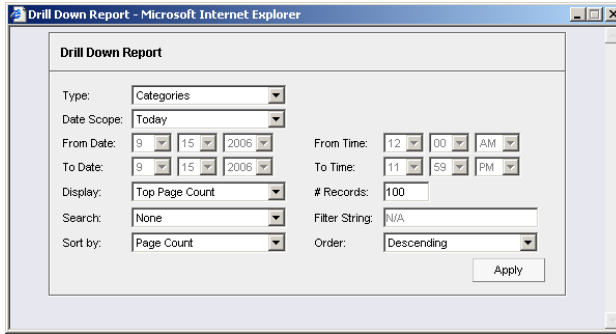 Drill Down Report - Microsoft Internet Explorer
Drill Down Report
Type: Categories
Date Scope: Today
From Date: 9 15 2006 From Time: 12 00 AM
To Date: 9 15 2006 To Time: 11 59 PM
Display: Top Page Count # Records: 100
Search: None Filter String: N/A
Sort by: Page Count Order: Descending
Apply